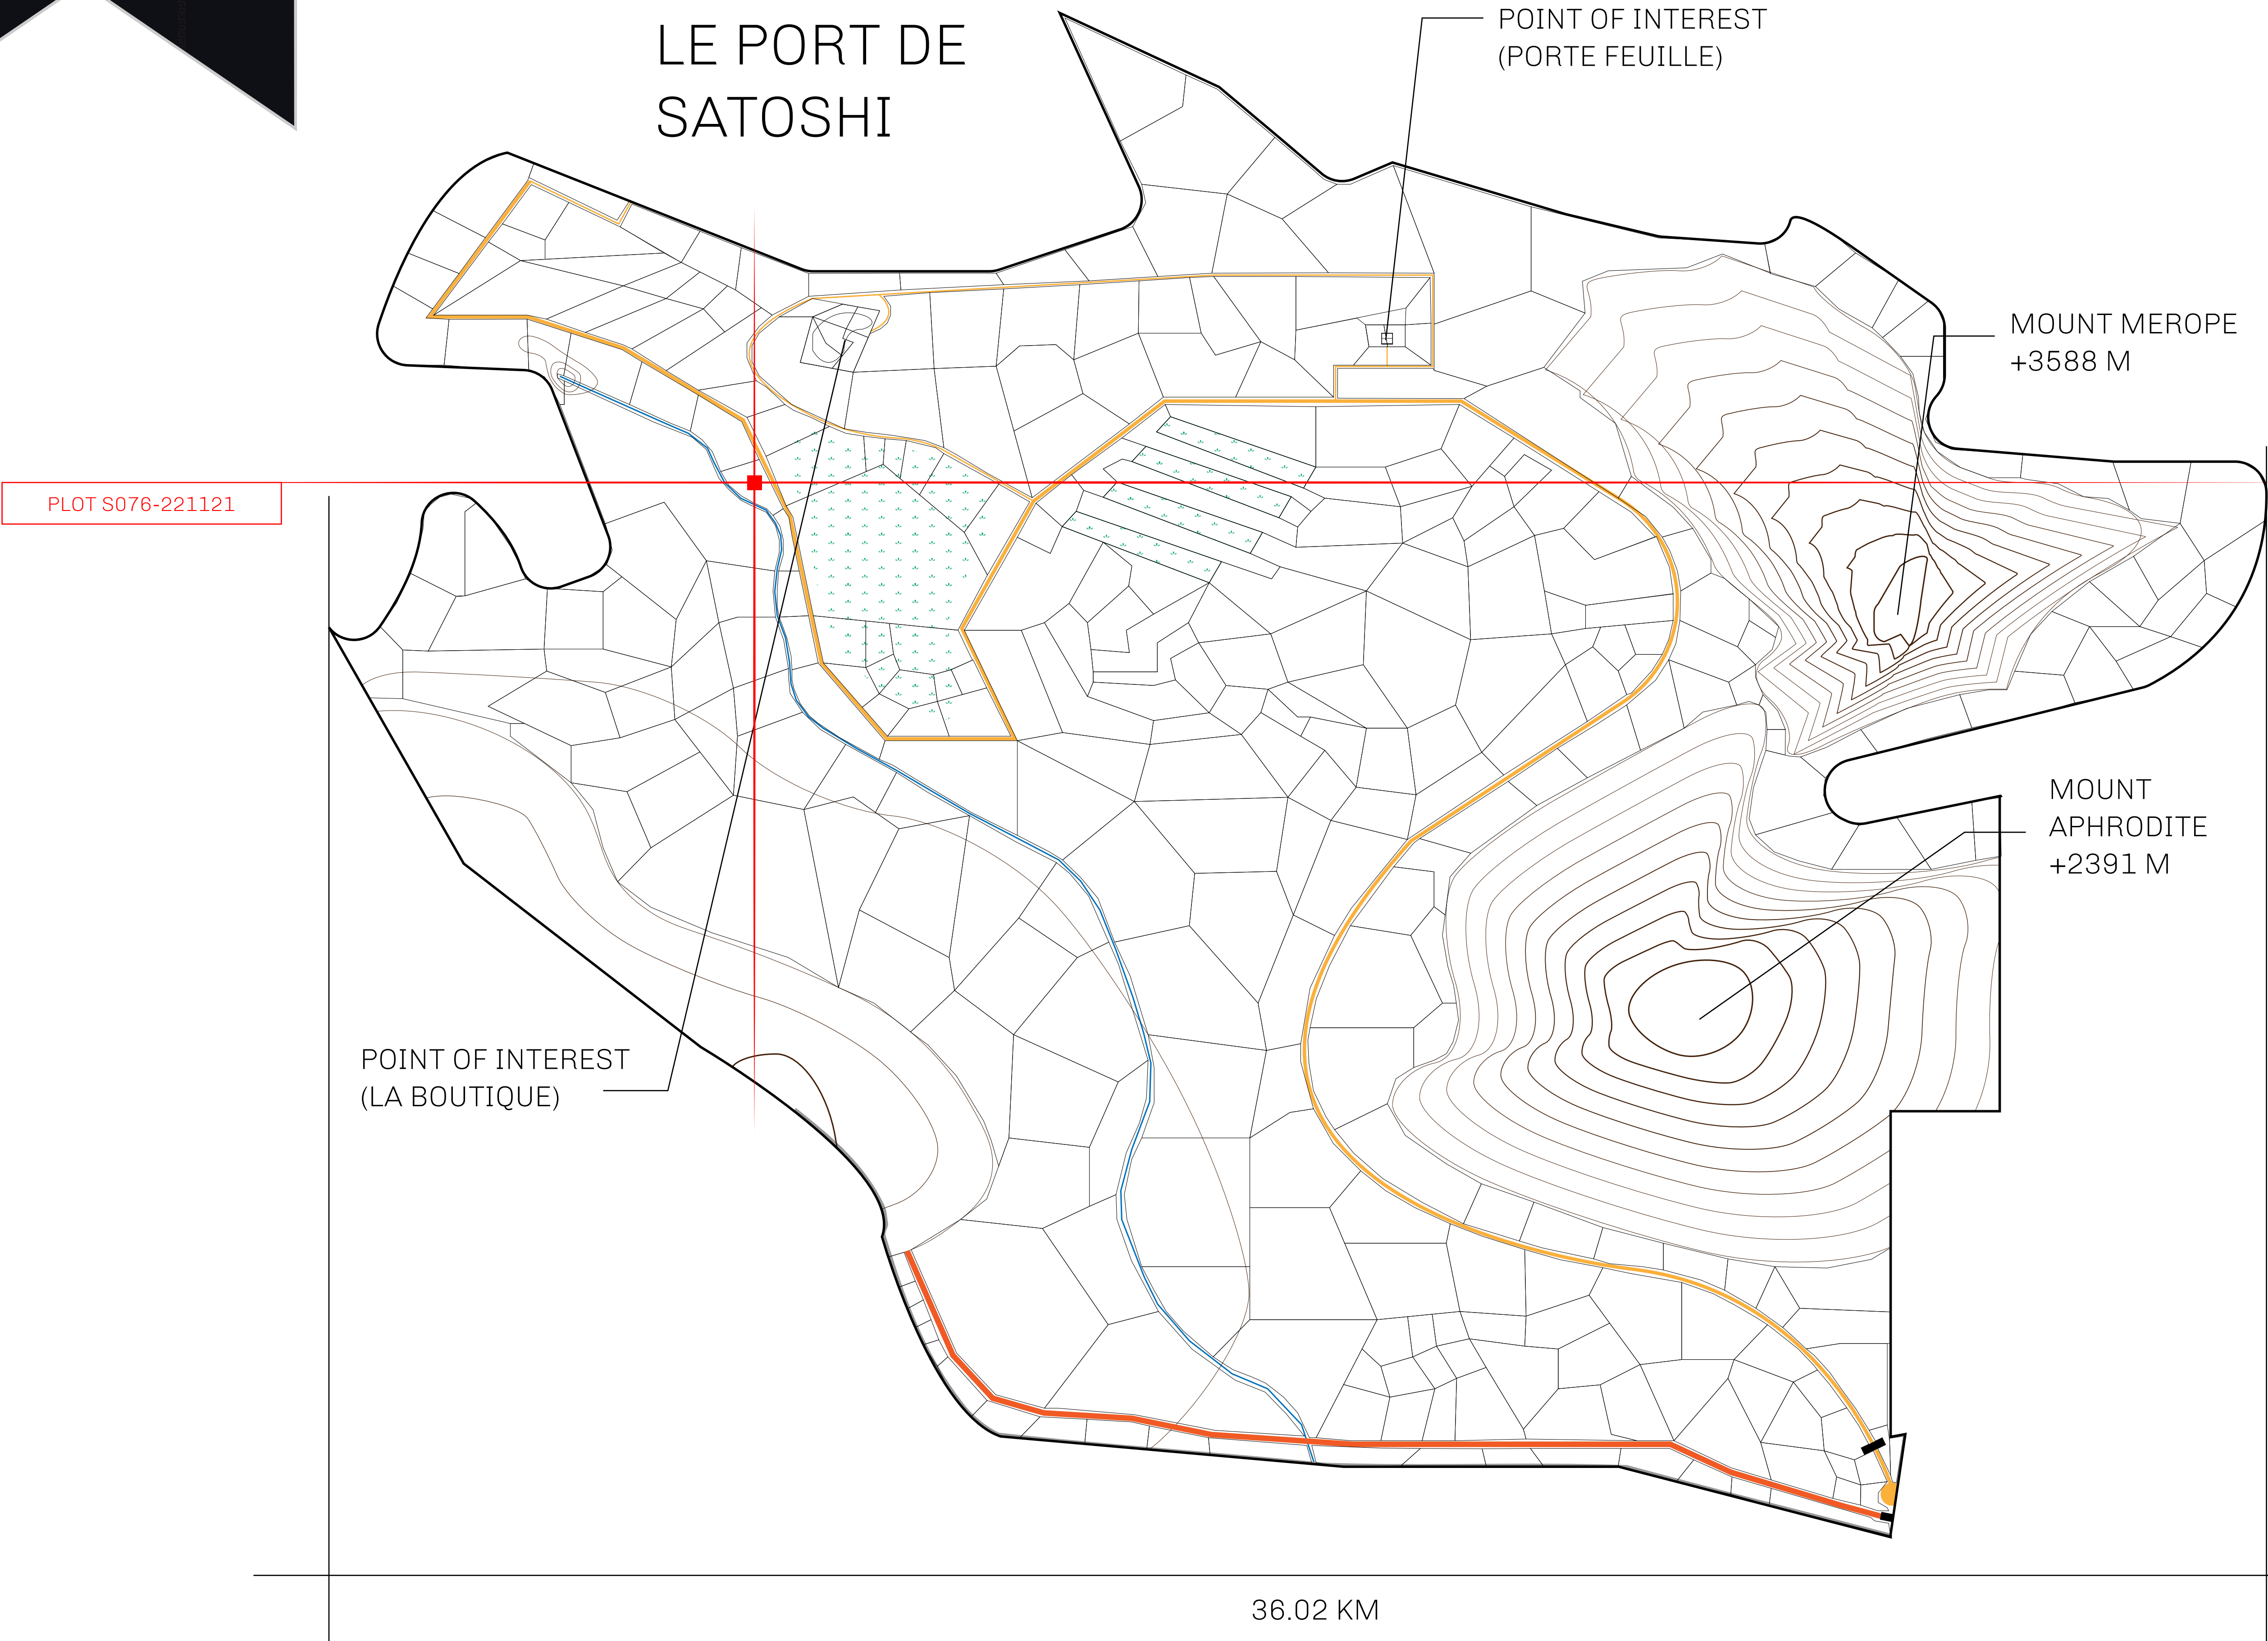 LE PORT DE
SATOSHI
POINT OF INTEREST
(PORTE FEUILLE)
MOUNT MEROPE
+3588 M
PLOT S076-221121
MOUNT
APHRODITE
+2391 M
POINT OF INTEREST
(LA BOUTIQUE)
36.02 KM